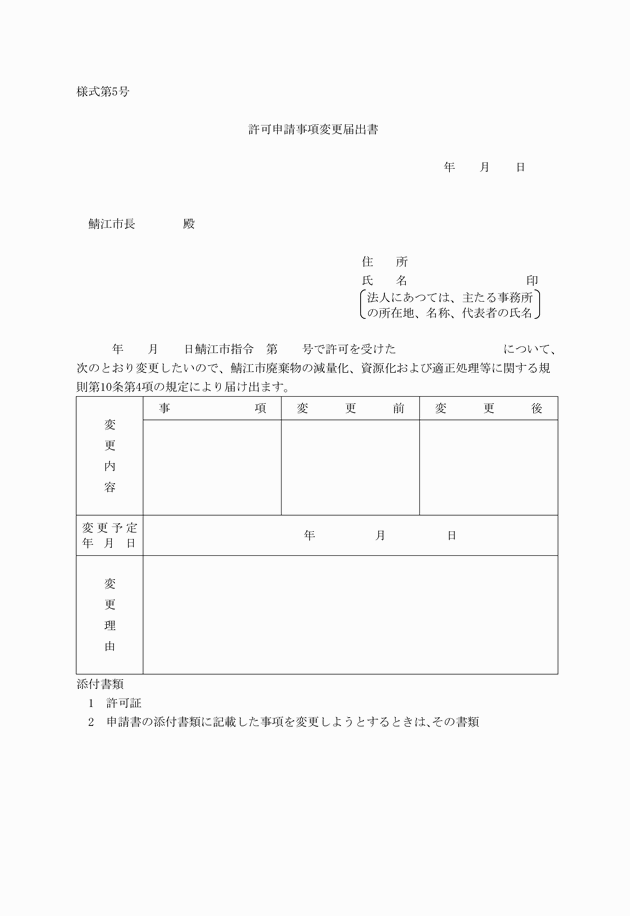 様式第5号
許可申請事項変更届出書
年　　月　　日
鯖江市長　　　　殿
住　　所
氏　　名　　　　　　　　　　印
法人にあつては、主たる事務所
の所在地、名称、代表者の氏名
年　　月　　日鯖江市指令　第　　号で許可を受けた　　　　　　　　　について、
次のとおり変更したいので、鯖江市廃棄物の減量化、資源化および適正処理等に関する規
則第10条第4項の規定により届け出ます。
変更内容
事　　　　　　　項
変　　　更　　　前
変　　　更　　　後
変更予定
年　月　日
年　　　　　月　　　　　日
変更理由
添付書類
1　許可証
2　申請書の添付書類に記載した事項を変更しようとするときは、その書類